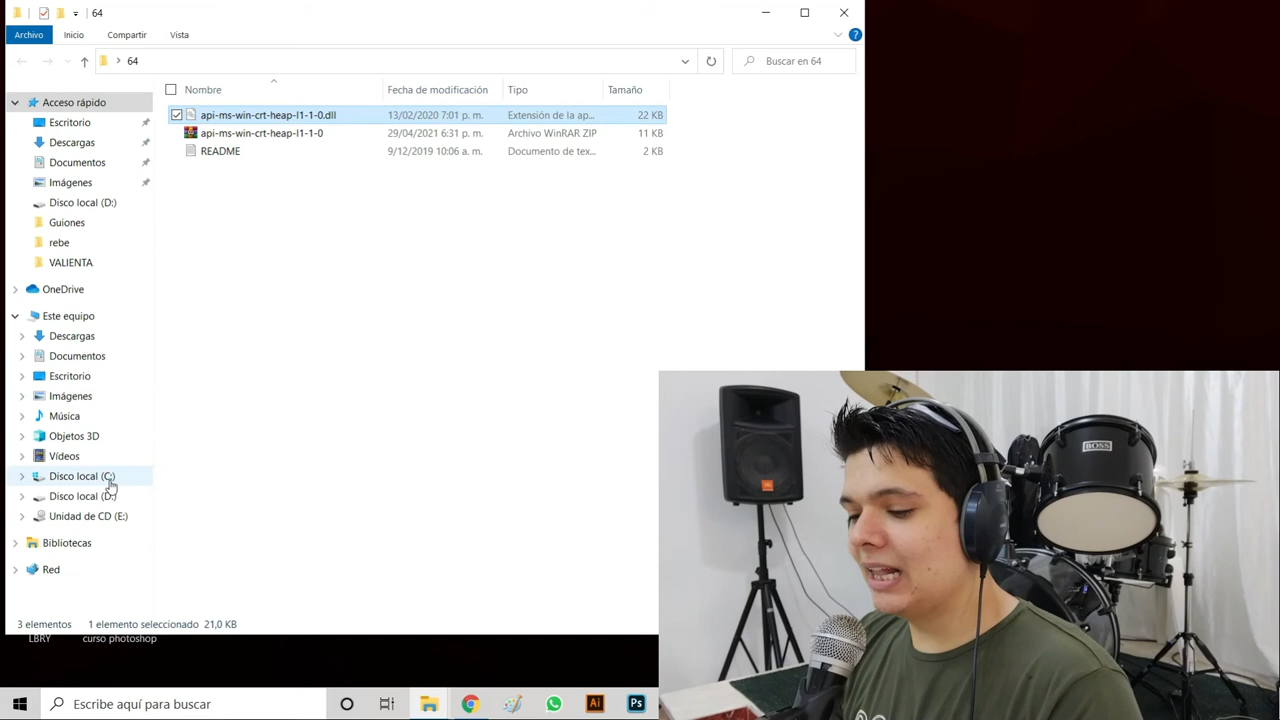 64
Archivo Inicio Compartir Vista
64 Buscar en 64
Nombre Fecha de modificación Tipo Tamaño
api-ms-win-crt-heap-l1-1-0.dll 13/02/2020 7:01 p. m. Extensión de la ap... 22 KB
api-ms-win-crt-heap-l1-1-0 29/04/2021 6:31 p. m. Archivo WinRAR ZIP 11 KB
README 9/12/2019 10:06 a. m. Documento de tex... 2 KB
Acceso rápido
Escritorio
Descargas
Documentos
Imágenes
Disco local (D:)
Guiones
rebe
VALIENTA
OneDrive
Este equipo
Descargas
Documentos
Escritorio
Imágenes
Música
Objetos 3D
Vídeos
Disco local (C:)
Disco local (D:)
Unidad de CD (E:)
Bibliotecas
Red
3 elementos 1 elemento seleccionado 21,0 KB
LBRY curso photoshop
Escribe aquí para buscar
Ai
Ps
BOSS
JBL